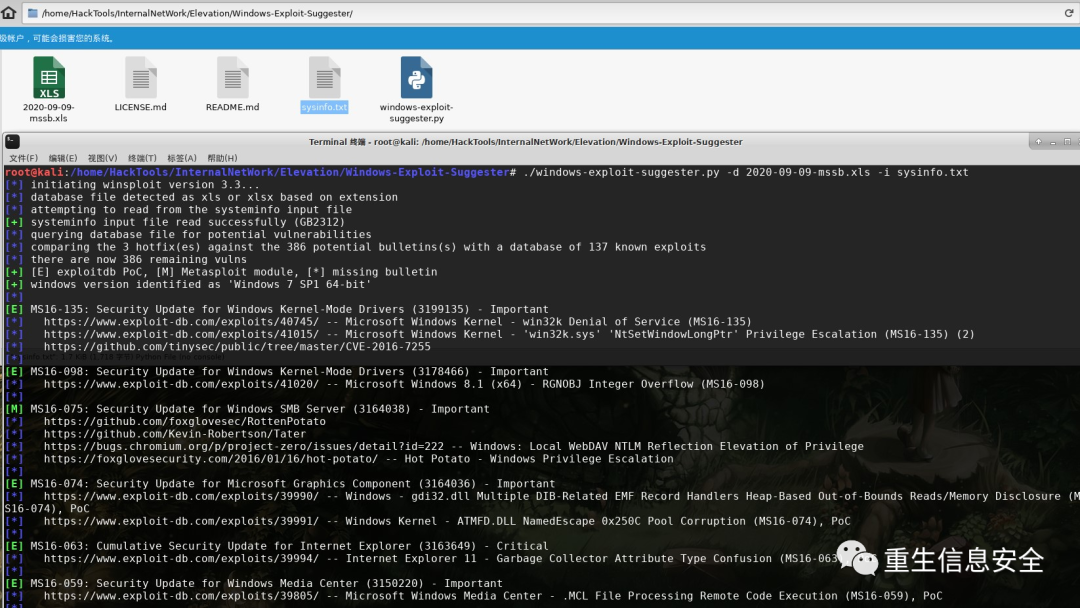 /home/HackTools/InternalNetWork/Elevation/Windows-Exploit-Suggester/
级帐户，可能会损害您的系统。
XLS
2020-09-09-mssb.xls
LICENSE.md
README.md
sysinfo.txt
windows-exploit-suggester.py
Terminal 终端 - root@kali: /home/HackTools/InternalNetWork/Elevation/Windows-Exploit-Suggester
文件(F) 编辑(E) 视图(V) 终端(T) 标签(A) 帮助(H)
root@kali:/home/HackTools/InternalNetWork/Elevation/Windows-Exploit-Suggester# ./windows-exploit-suggester.py -d 2020-09-09-mssb.xls -i sysinfo.txt
[*] initiating winsploit version 3.3...
[*] database file detected as xls or xlsx based on extension
[*] attempting to read from the systeminfo input file
[+] systeminfo input file read successfully (GB2312)
[*] querying database file for potential vulnerabilities
[*] comparing the 3 hotfix(es) against the 386 potential bulletins(s) with a database of 137 known exploits
[*] there are now 386 remaining vulns
[+] [E] exploitdb PoC, [M] Metasploit module, [*] missing bulletin
[+] windows version identified as 'Windows 7 SP1 64-bit'
[*]
[E] MS16-135: Security Update for Windows Kernel-Mode Drivers (3199135) - Important
[*]   https://www.exploit-db.com/exploits/40745/ -- Microsoft Windows Kernel - win32k Denial of Service (MS16-135)
[*]   https://www.exploit-db.com/exploits/41015/ -- Microsoft Windows Kernel - 'win32k.sys' 'NtSetWindowLongPtr' Privilege Escalation (MS16-135) (2)
[*]   https://github.com/tinysec/public/tree/master/CVE-2016-7255
[*]
[E] MS16-098: Security Update for Windows Kernel-Mode Drivers (3178466) - Important
[*]   https://www.exploit-db.com/exploits/41020/ -- Microsoft Windows 8.1 (x64) - RGNOBJ Integer Overflow (MS16-098)
[*]
[M] MS16-075: Security Update for Windows SMB Server (3164038) - Important
[*]   https://github.com/foxglovesec/RottenPotato
[*]   https://github.com/Kevin-Robertson/Tater
[*]   https://bugs.chromium.org/p/project-zero/issues/detail?id=222 -- Windows: Local WebDAV NTLM Reflection Elevation of Privilege
[*]   https://foxglovesecurity.com/2016/01/16/hot-potato/ -- Hot Potato - Windows Privilege Escalation
[*]
[E] MS16-074: Security Update for Microsoft Graphics Component (3164036) - Important
[*]   https://www.exploit-db.com/exploits/39990/ -- Windows - gdi32.dll Multiple DIB-Related EMF Record Handlers Heap-Based Out-of-Bounds Reads/Memory Disclosure (M
S16-074), PoC
[*]   https://www.exploit-db.com/exploits/39991/ -- Windows Kernel - ATMFD.DLL NamedEscape 0x250C Pool Corruption (MS16-074), PoC
[*]
[E] MS16-063: Cumulative Security Update for Internet Explorer (3163649) - Critical
[*]   https://www.exploit-db.com/exploits/39994/ -- Internet Explorer 11 - Garbage Collector Attribute Type Confusion (MS16-063
[*]
[E] MS16-059: Security Update for Windows Media Center (3150220) - Important
[*]   https://www.exploit-db.com/exploits/39805/ -- Microsoft Windows Media Center - .MCL File Processing Remote Code Execution (MS16-059), PoC
重生信息安全